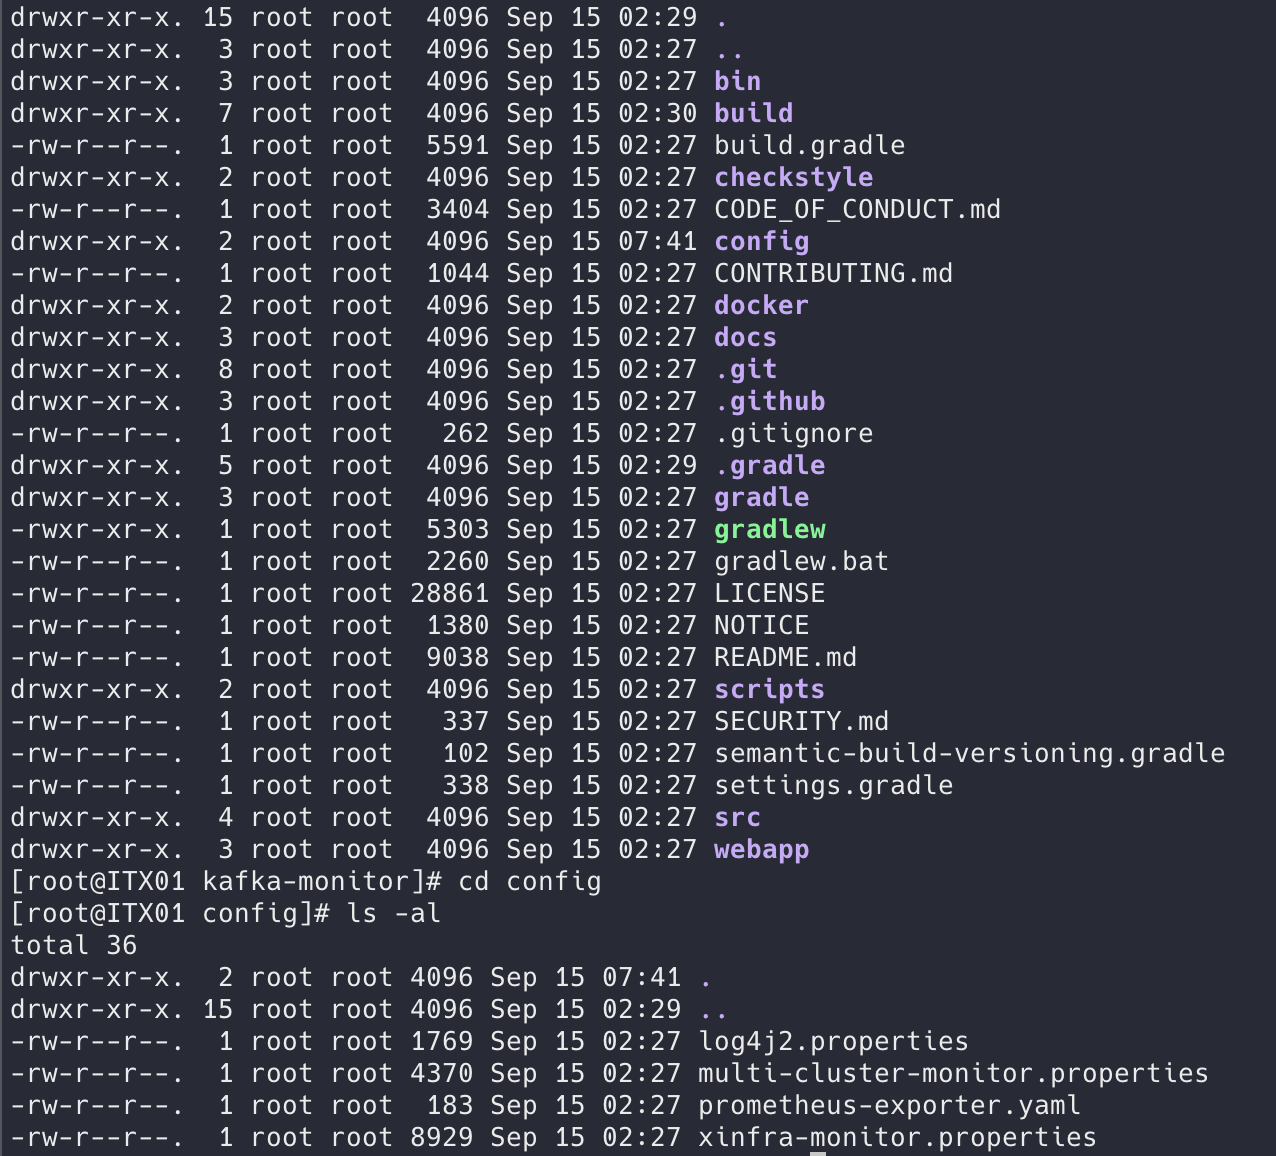 drwxr-xr-x. 15 root root  4096 Sep 15 02:29 .
drwxr-xr-x.  3 root root  4096 Sep 15 02:27 ..
drwxr-xr-x.  3 root root  4096 Sep 15 02:27 bin
drwxr-xr-x.  7 root root  4096 Sep 15 02:30 build
-rw-r--r--.  1 root root  5591 Sep 15 02:27 build.gradle
drwxr-xr-x.  2 root root  4096 Sep 15 02:27 checkstyle
-rw-r--r--.  1 root root  3404 Sep 15 02:27 CODE_OF_CONDUCT.md
drwxr-xr-x.  2 root root  4096 Sep 15 07:41 config
-rw-r--r--.  1 root root  1044 Sep 15 02:27 CONTRIBUTING.md
drwxr-xr-x.  2 root root  4096 Sep 15 02:27 docker
drwxr-xr-x.  3 root root  4096 Sep 15 02:27 docs
drwxr-xr-x.  8 root root  4096 Sep 15 02:27 .git
drwxr-xr-x.  3 root root  4096 Sep 15 02:27 .github
-rw-r--r--.  1 root root   262 Sep 15 02:27 .gitignore
drwxr-xr-x.  5 root root  4096 Sep 15 02:29 .gradle
drwxr-xr-x.  3 root root  4096 Sep 15 02:27 gradle
-rwxr-xr-x.  1 root root  5303 Sep 15 02:27 gradlew
-rw-r--r--.  1 root root  2260 Sep 15 02:27 gradlew.bat
-rw-r--r--.  1 root root 28861 Sep 15 02:27 LICENSE
-rw-r--r--.  1 root root  1380 Sep 15 02:27 NOTICE
-rw-r--r--.  1 root root  9038 Sep 15 02:27 README.md
drwxr-xr-x.  2 root root  4096 Sep 15 02:27 scripts
-rw-r--r--.  1 root root   337 Sep 15 02:27 SECURITY.md
-rw-r--r--.  1 root root   102 Sep 15 02:27 semantic-build-versioning.gradle
-rw-r--r--.  1 root root   338 Sep 15 02:27 settings.gradle
drwxr-xr-x.  4 root root  4096 Sep 15 02:27 src
drwxr-xr-x.  3 root root  4096 Sep 15 02:27 webapp
[root@ITX01 kafka-monitor]# cd config
[root@ITX01 config]# ls -al
total 36
drwxr-xr-x.  2 root root 4096 Sep 15 07:41 .
drwxr-xr-x. 15 root root 4096 Sep 15 02:29 ..
-rw-r--r--.  1 root root 1769 Sep 15 02:27 log4j2.properties
-rw-r--r--.  1 root root 4370 Sep 15 02:27 multi-cluster-monitor.properties
-rw-r--r--.  1 root root  183 Sep 15 02:27 prometheus-exporter.yaml
-rw-r--r--.  1 root root 8929 Sep 15 02:27 xinfra-monitor.properties